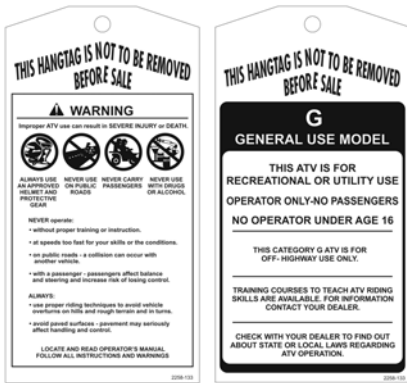 THIS HANGTAG IS NOT TO BE REMOVED
BEFORE SALE
WARNING
Improper ATV use can result in SEVERE INJURY or DEATH.
ALWAYS USE
AN APPROVED
HELMET AND
PROTECTIVE
GEAR
NEVER USE
ON PUBLIC
ROADS
NEVER CARRY
PASSENGERS
NEVER USE
WITH DRUGS
OR ALCOHOL
NEVER operate:
• without proper training or instruction.
• at speeds too fast for your skills or the conditions.
• on public roads - a collision can occur with
another vehicle.
• with a passenger - passengers affect balance
and steering and increase risk of losing control.
ALWAYS:
• use proper riding techniques to avoid vehicle
overturns on hills and rough terrain and in turns.
• avoid paved surfaces - pavement may seriously
affect handling and control.
LOCATE AND READ OPERATOR'S MANUAL
FOLLOW ALL INSTRUCTIONS AND WARNINGS
2258-133
THIS HANGTAG IS NOT TO BE REMOVED
BEFORE SALE
G
GENERAL USE MODEL
THIS ATV IS FOR
RECREATIONAL OR UTILITY USE
OPERATOR ONLY-NO PASSENGERS
NO OPERATOR UNDER AGE 16
THIS CATEGORY G ATV IS FOR
OFF- HIGHWAY USE ONLY.
TRAINING COURSES TO TEACH ATV RIDING
SKILLS ARE AVAILABLE. FOR INFORMATION
CONTACT YOUR DEALER.
CHECK WITH YOUR DEALER TO FIND OUT
ABOUT STATE OR LOCAL LAWS REGARDING
ATV OPERATION.
2258-133